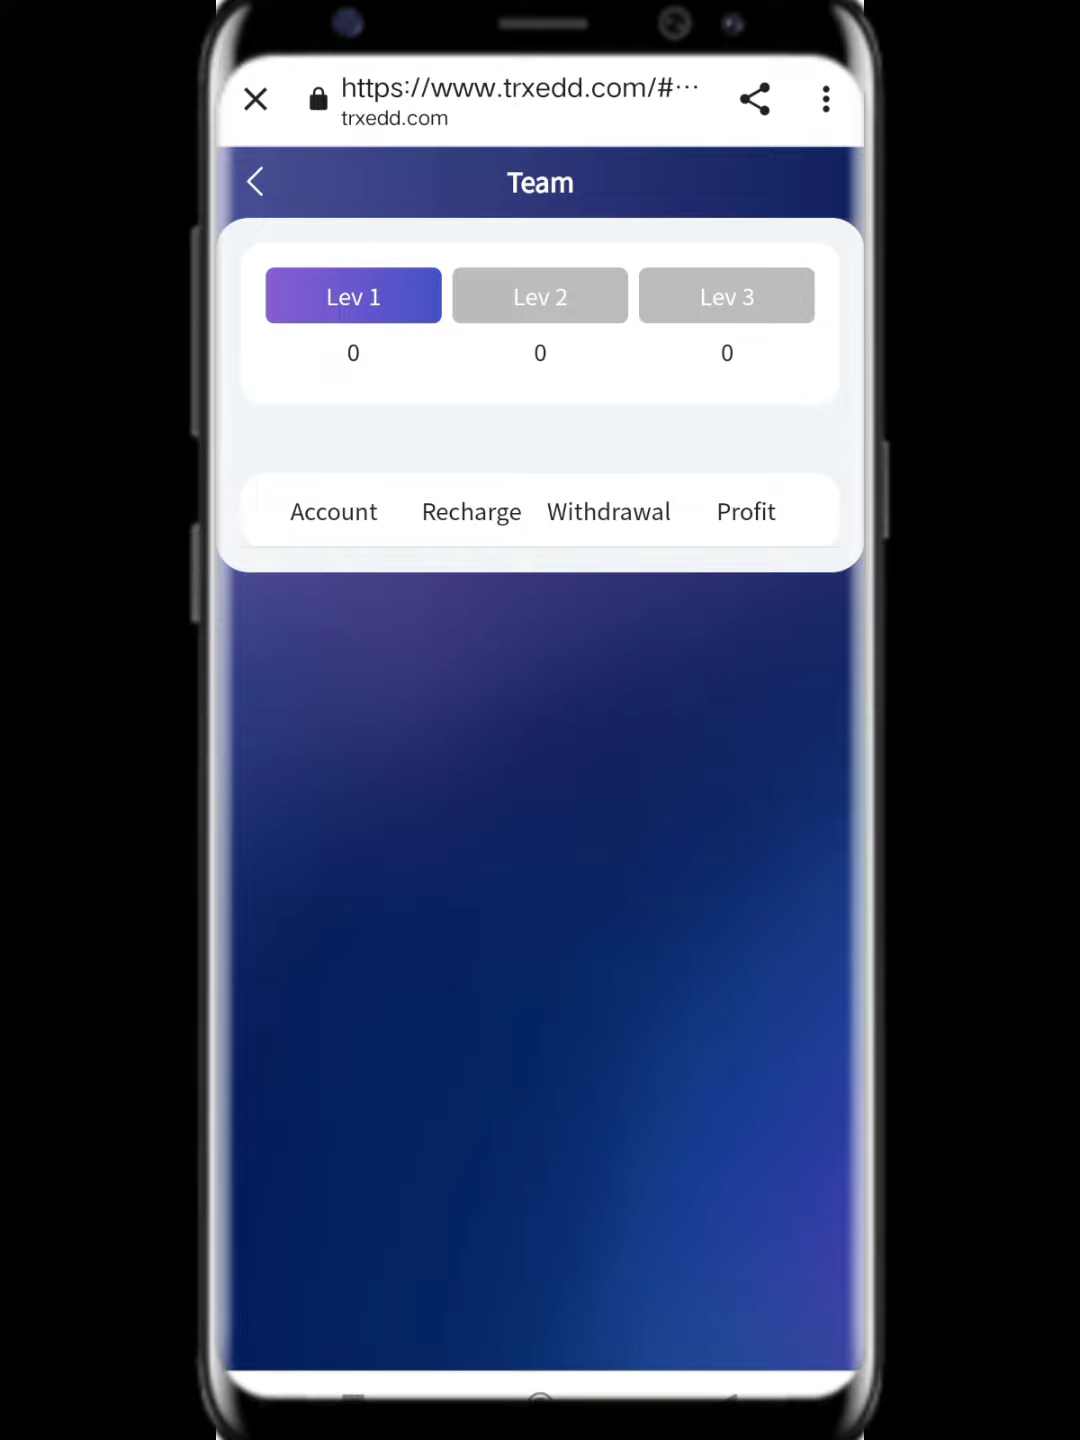 https://www.trxedd.com/#···
trxedd.com
Team
Lev 1 Lev 2 Lev 3
0 0 0
Account Recharge Withdrawal Profit